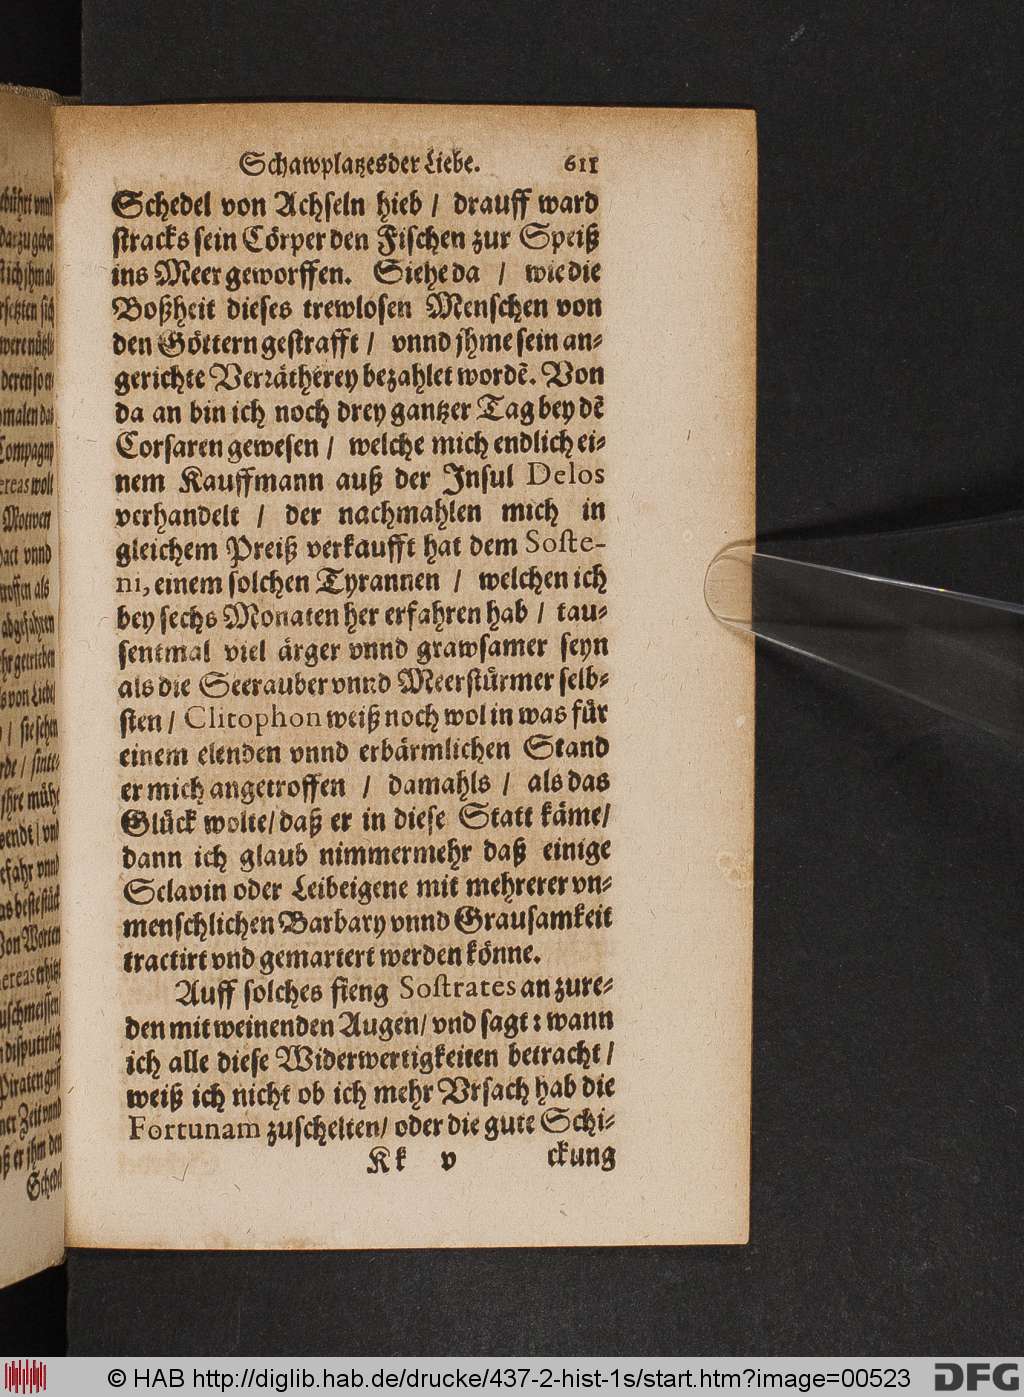 Schawplatzes der Liebe. 611
Schedel von Achseln hieb / drauff ward
stracks sein Cörper den Fischen zur Speiß
ins Meer geworffen. Siehe da / wie die
Boßheit dieses trewlosen Menschen von
den Göttern gestrafft / vnnd jhme sein an-
gerichte Verrätherey bezahlet wordẽ. Von
da an bin ich noch drey gantzer Tag bey dẽ
Corsaren gewesen / welche mich endlich ei-
nem Kauffmann auß der Insul Delos
verhandelt / der nachmahlen mich in
gleichem Preiß verkaufft hat dem Soste-
ni, einem solchen Tyrannen / welchen ich
bey sechs Monaten her erfahren hab / tau-
sentmal viel ärger vnnd grawsamer seyn
als die Seerauber vnnd Meerstürmer selb-
sten / Clitophon weiß noch wol in was für
einem elenden vnnd erbärmlichen Stand
er mich angetroffen / damahls / als das
Glück wolte / daß er in diese Statt käme /
dann ich glaub nimmermehr daß einige
Sclavin oder Leibeigene mit mehrerer vn-
menschlichen Barbary vnnd Grausamkeit
tractirt vnd gemartert werden könne.
Auff solches fieng Sostrates an zure-
den mit weinenden Augen / vnd sagt: wann
ich alle diese Widerwertigkeiten betracht /
weiß ich nicht ob ich mehr Vrsach hab die
Fortunam zuschelten / oder die gute Schi-
Kk v ckung
© HAB http://diglib.hab.de/drucke/437-2-hist-1s/start.htm?image=00523 DFG